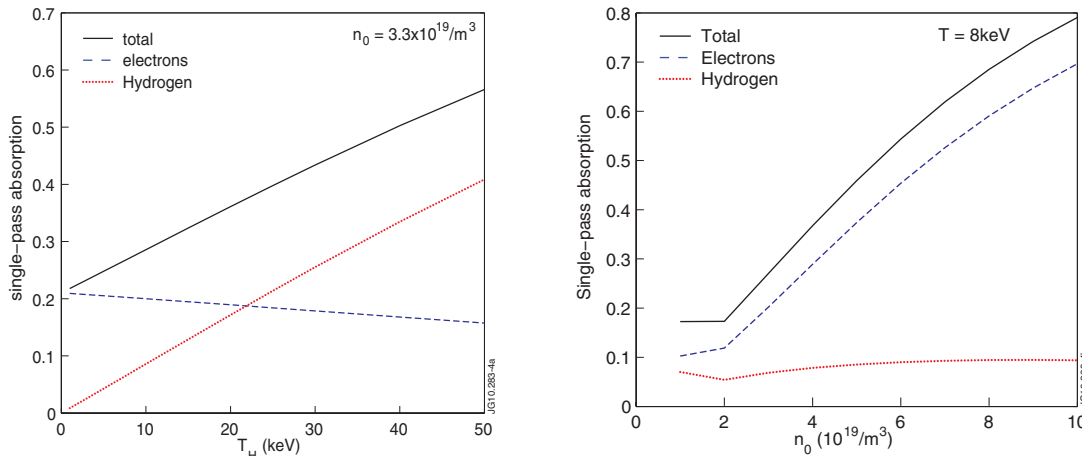 0.7
0.6
0.5
0.4
0.3
0.2
0.1
0
single−pass absorption
total
electrons
Hydrogen
n0 = 3.3x10^19/m^3
JG10.283-4a
0 10 20 30 40 50
T_H (keV)
0.8
0.7
0.6
0.5
0.4
0.3
0.2
0.1
0
Single−pass absorption
Total
Electrons
Hydrogen
T = 8keV
0 2 4 6 8 10
n0 (10^19/m^3)